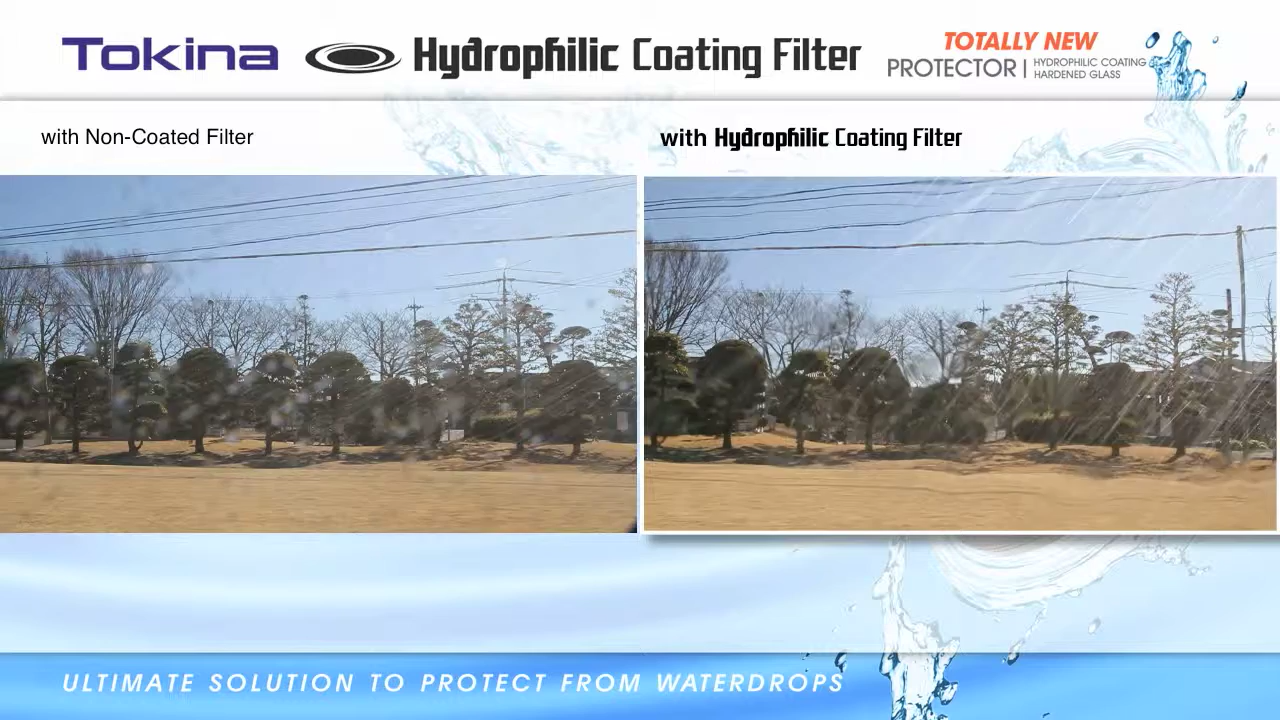 Tokina Hydrophilic Coating Filter
TOTALLY NEW
PROTECTOR | HYDROPHILIC COATING
HARDENED GLASS
with Non-Coated Filter
with Hydrophilic Coating Filter
ULTIMATE SOLUTION TO PROTECT FROM WATERDROPS